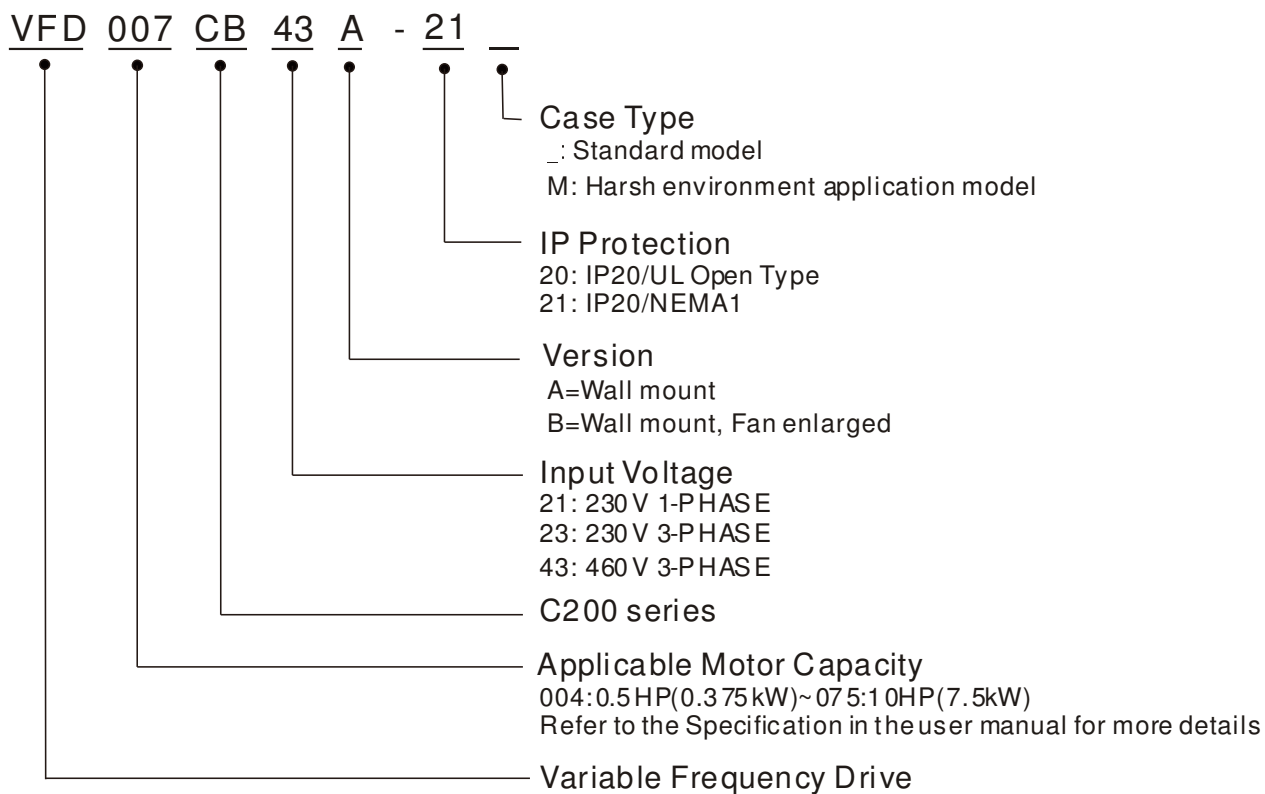 VFD 007 CB 43 A - 21 _
Case Type
_: Standard model
M: Harsh environment application model
IP Protection
20: IP20/UL Open Type
21: IP20/NEMA1
Version
A=Wall mount
B=Wall mount, Fan enlarged
Input Voltage
21: 230V 1-PHASE
23: 230V 3-PHASE
43: 460V 3-PHASE
C200 series
Applicable Motor Capacity
004:0.5HP(0.375kW)~075:10HP(7.5kW)
Refer to the Specification in the user manual for more details
Variable Frequency Drive